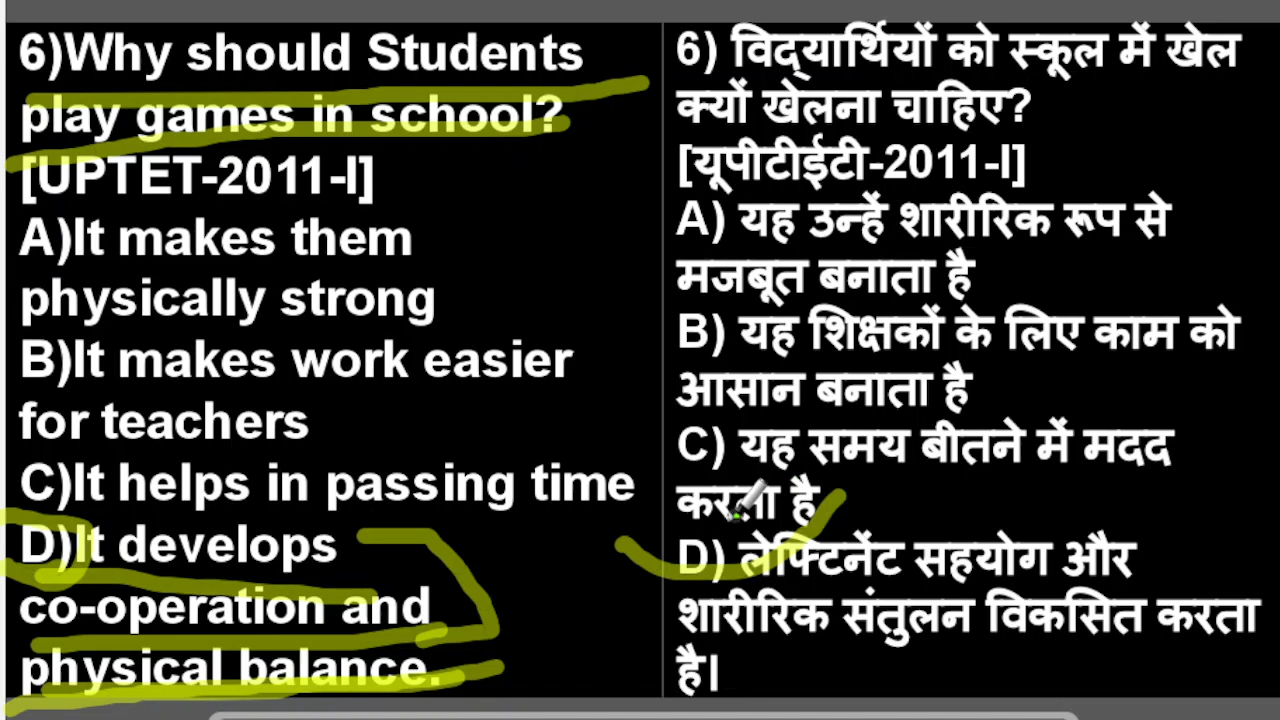 6)Why should Students
play games in school?
[UPTET-2011-I]
A)It makes them
physically strong
B)It makes work easier
for teachers
C)It helps in passing time
D)It develops
co-operation and
physical balance.
6) विद्यार्थियों को स्कूल में खेल
क्यों खेलना चाहिए?
[यूपीटीईटी-2011-I]
A) यह उन्हें शारीरिक रूप से
मजबूत बनाता है
B) यह शिक्षकों के लिए काम को
आसान बनाता है
C) यह समय बीतने में मदद
करता है
D) लेफ्टिनेंट सहयोग और
शारीरिक संतुलन विकसित करता
है।